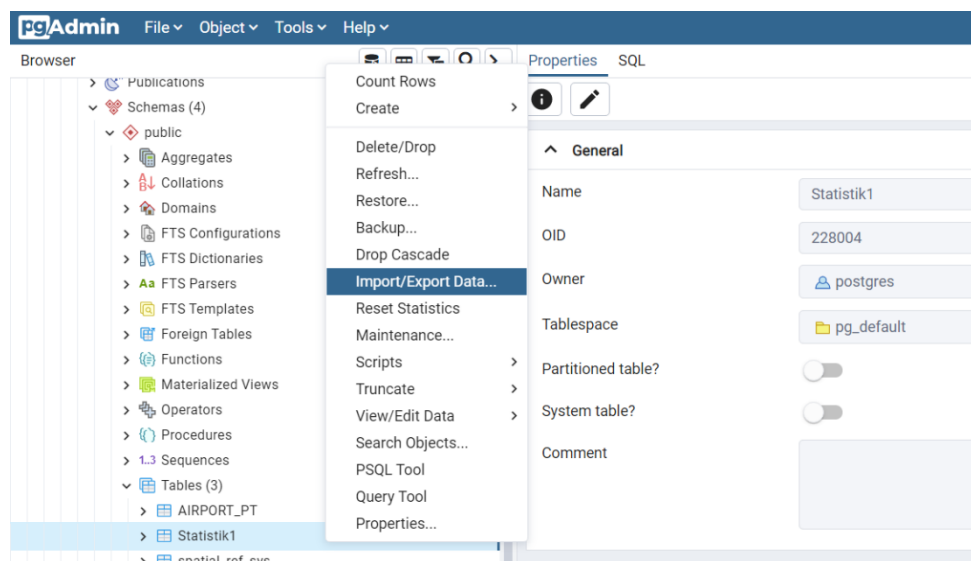 pgAdmin File Object Tools Help
Browser
Properties SQL
Publications
Schemas (4)
public
Aggregates
Collations
Domains
FTS Configurations
FTS Dictionaries
Aa FTS Parsers
FTS Templates
Foreign Tables
Functions
Materialized Views
Operators
Procedures
1..3 Sequences
Tables (3)
AIRPORT_PT
Statistik1
spatial_ref_sys
Count Rows
Create
Delete/Drop
Refresh...
Restore...
Backup...
Drop Cascade
Import/Export Data...
Reset Statistics
Maintenance...
Scripts
Truncate
View/Edit Data
Search Objects...
PSQL Tool
Query Tool
Properties...
General
Name Statistik1
OID 228004
Owner postgres
Tablespace pg_default
Partitioned table?
System table?
Comment